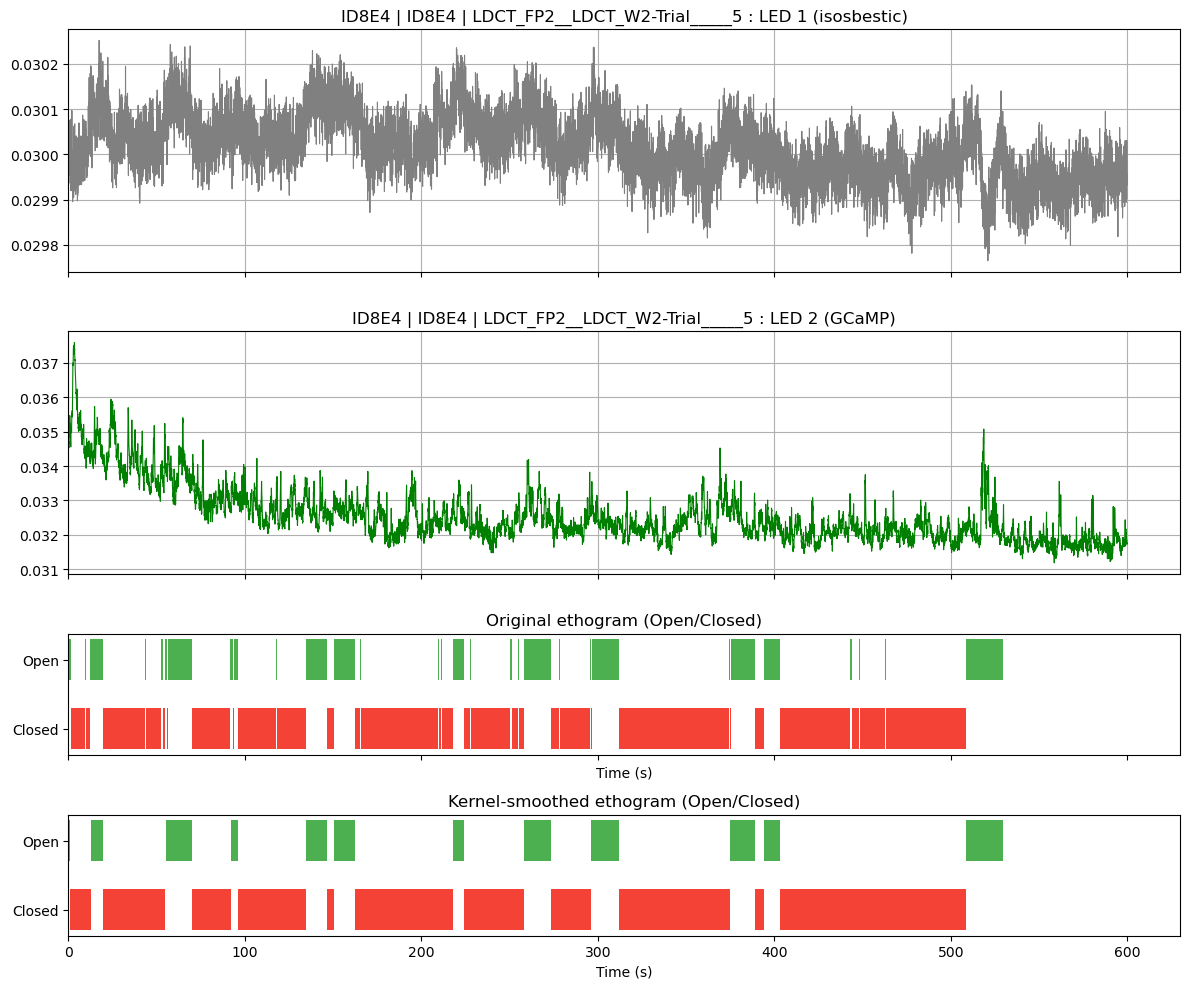 ID8E4 | ID8E4 | LDCT_FP2__LDCT_W2-Trial_____5 : LED 1 (isosbestic)
0.0302
0.0301
0.0300
0.0299
0.0298
ID8E4 | ID8E4 | LDCT_FP2__LDCT_W2-Trial_____5 : LED 2 (GCaMP)
0.037
0.036
0.035
0.034
0.033
0.032
0.031
Original ethogram (Open/Closed)
Open
Closed
Time (s)
Kernel-smoothed ethogram (Open/Closed)
Open
Closed
0 100 200 300 400 500 600
Time (s)